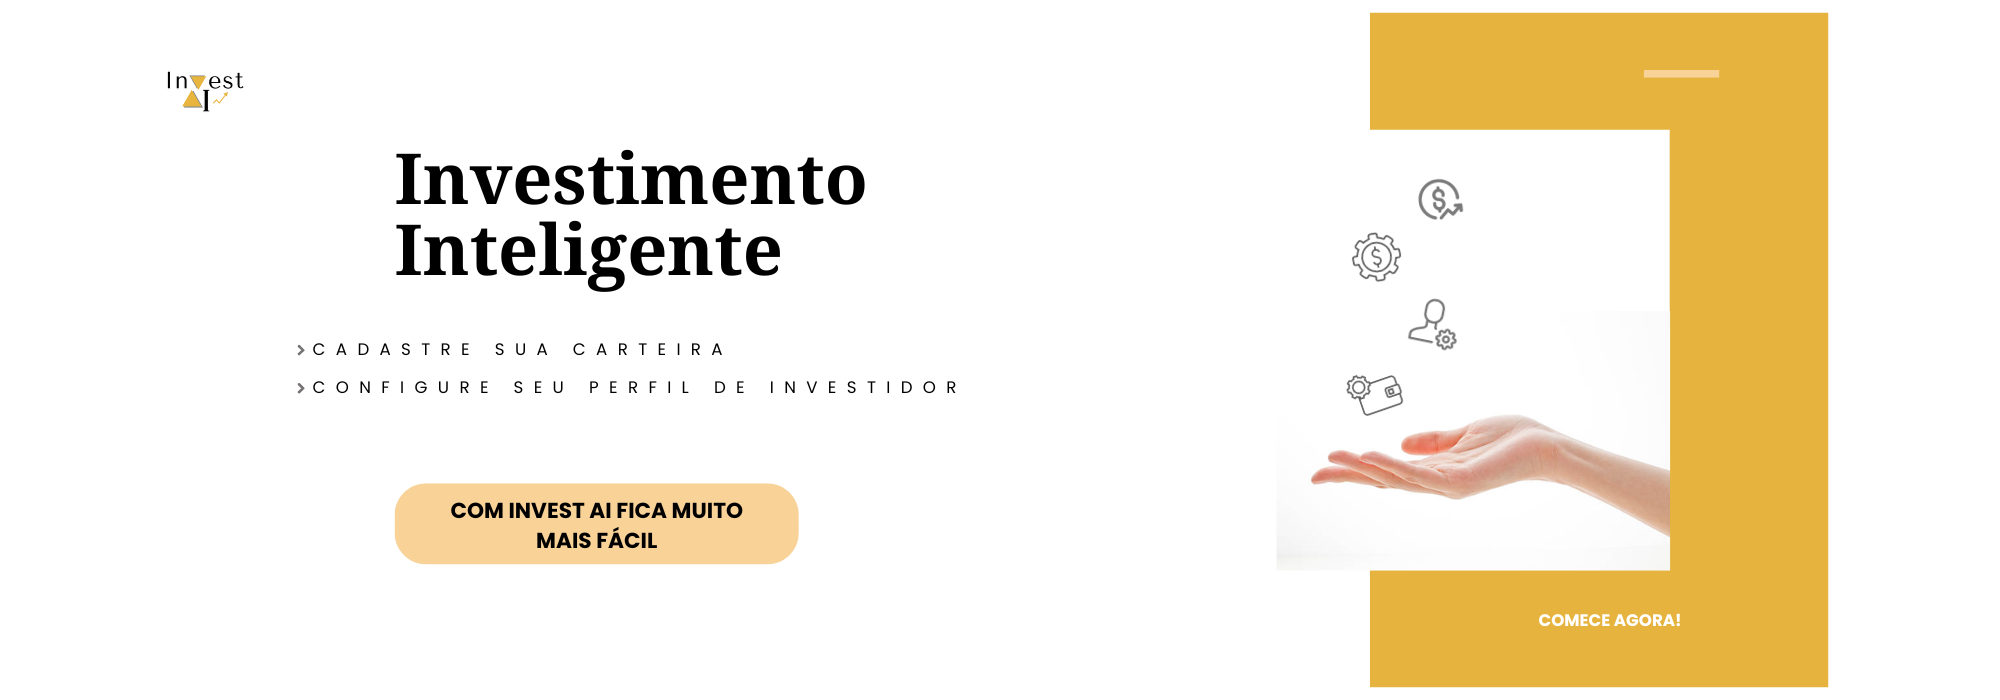 Invest
AI
Investimento
Inteligente
CADASTRE SUA CARTEIRA
CONFIGURE SEU PERFIL DE INVESTIDOR
COM INVEST AI FICA MUITO
MAIS FÁCIL
$
$
COMECE AGORA!